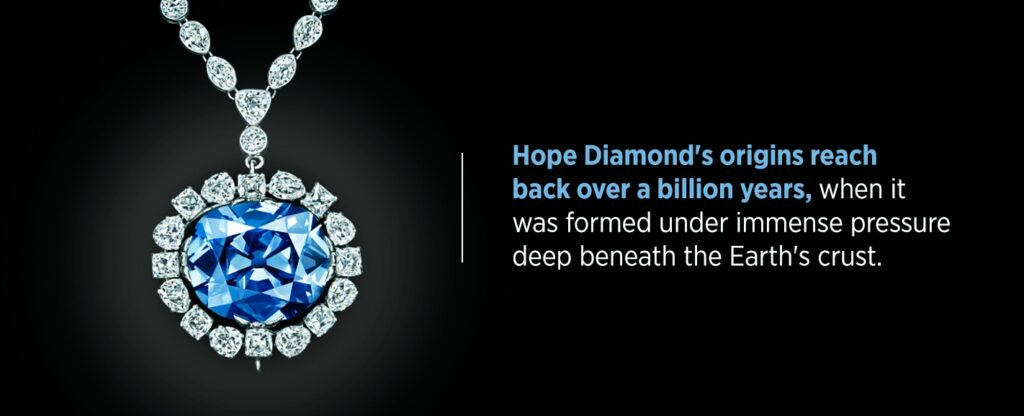 Hope Diamond's origins reach
back over a billion years, when it
was formed under immense pressure
deep beneath the Earth's crust.